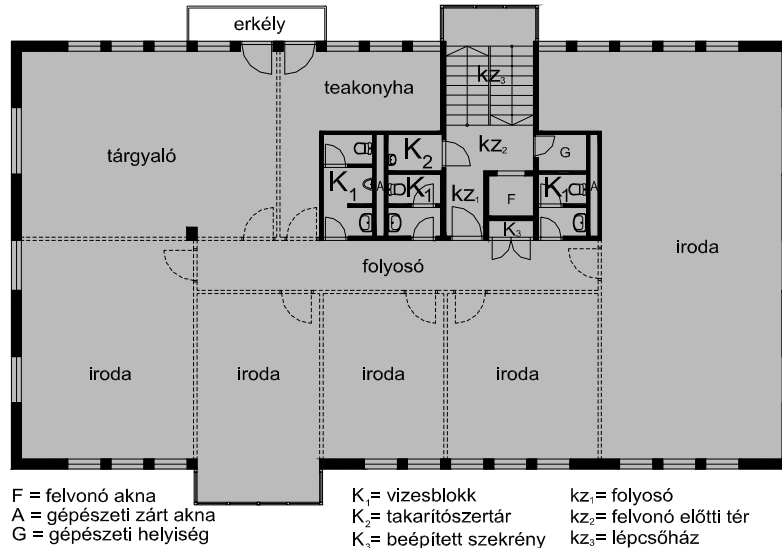 erkély
teakonyha
kz₃
tárgyaló
K₂
kz₂
G
A
K₁
K₁
kz₁
F
K₁
A
K₃
folyosó
iroda
iroda
iroda
iroda
iroda
F = felvonó akna
A = gépészeti zárt akna
G = gépészeti helyiség
K₁= vizesblokk
K₂= takarítószertár
K₃= beépített szekrény
kz₁= folyosó
kz₂= felvonó előtti tér
kz₃= lépcsőház